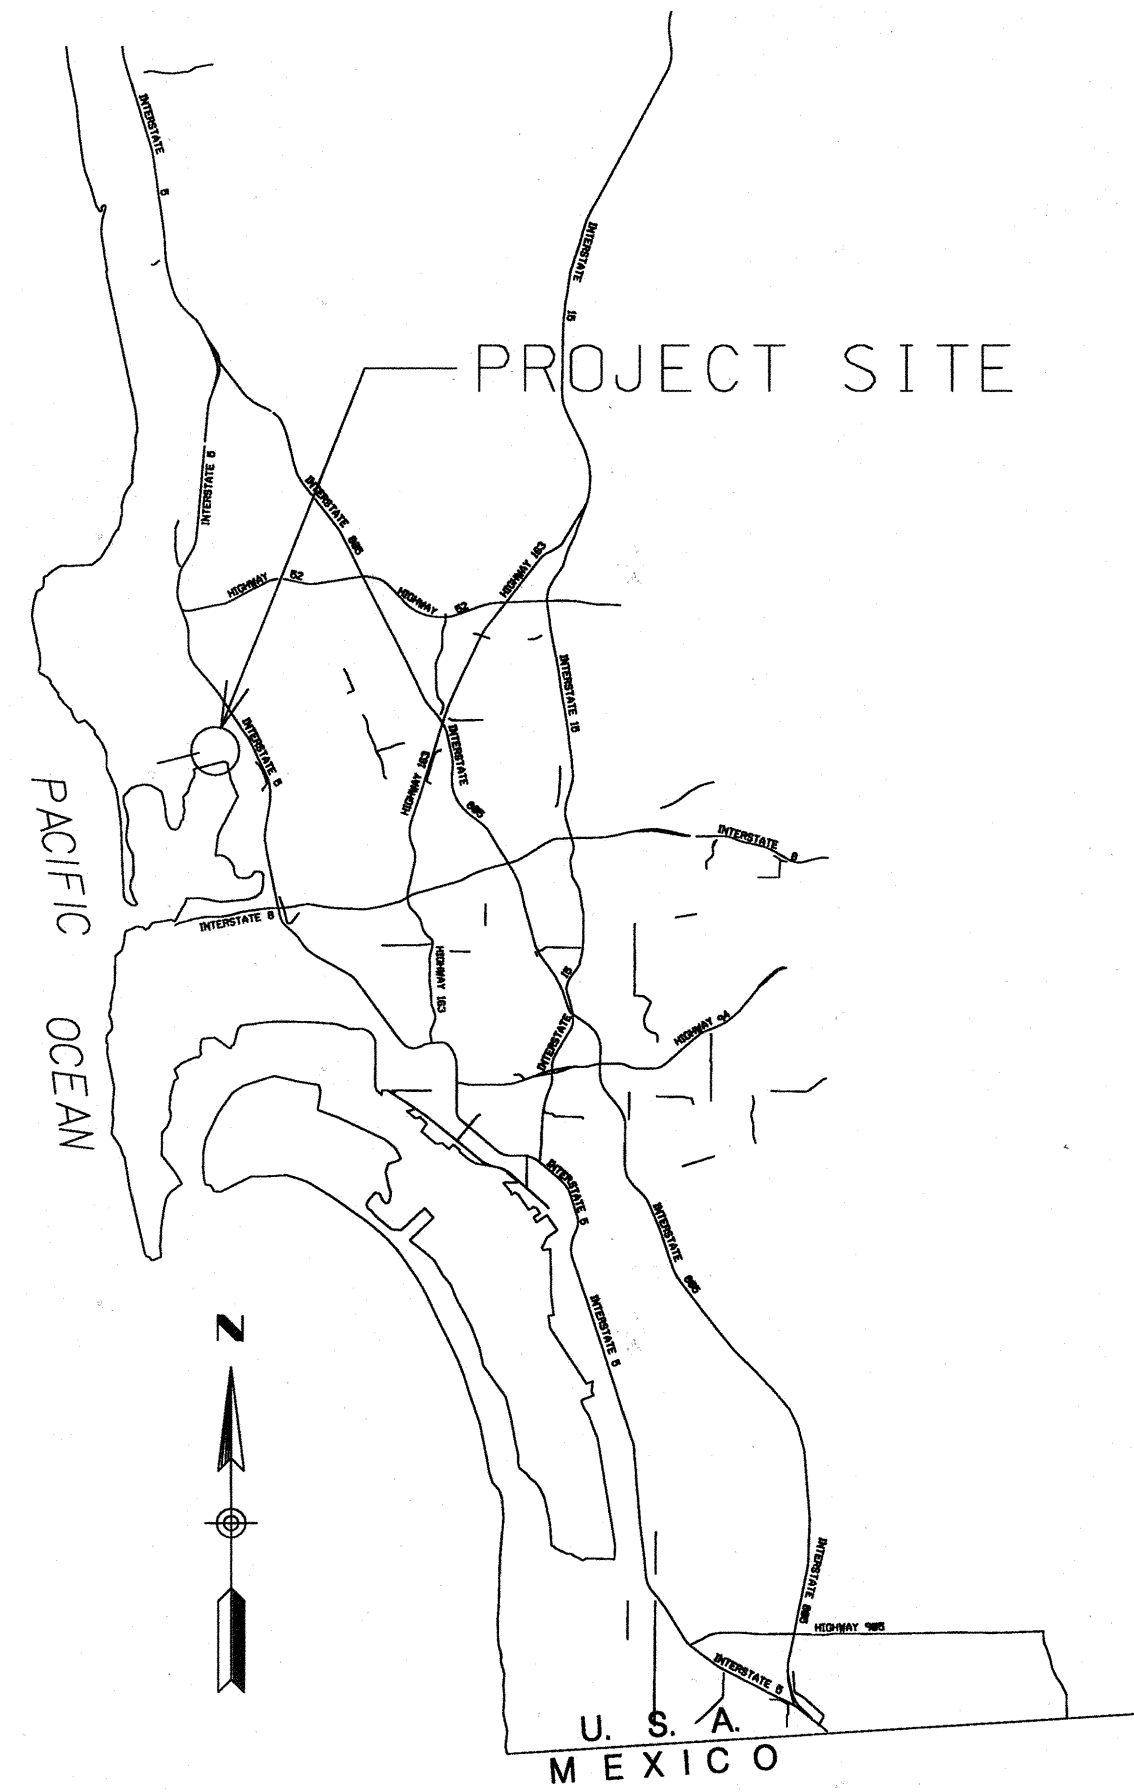 INTERSTATE 5
INTERSTATE 15
PROJECT SITE
INTERSTATE 5
INTERSTATE 805
HIGHWAY 163
HIGHWAY 52
HIGHWAY 52
INTERSTATE 15
INTERSTATE 5
INTERSTATE 805
HIGHWAY 163
PACIFIC OCEAN
INTERSTATE 8
INTERSTATE 8
HIGHWAY 163
INTERSTATE 15
HIGHWAY 94
INTERSTATE 5
INTERSTATE 805
INTERSTATE 5
N
INTERSTATE 805
HIGHWAY 905
INTERSTATE 5
U. S. A.
MEXICO